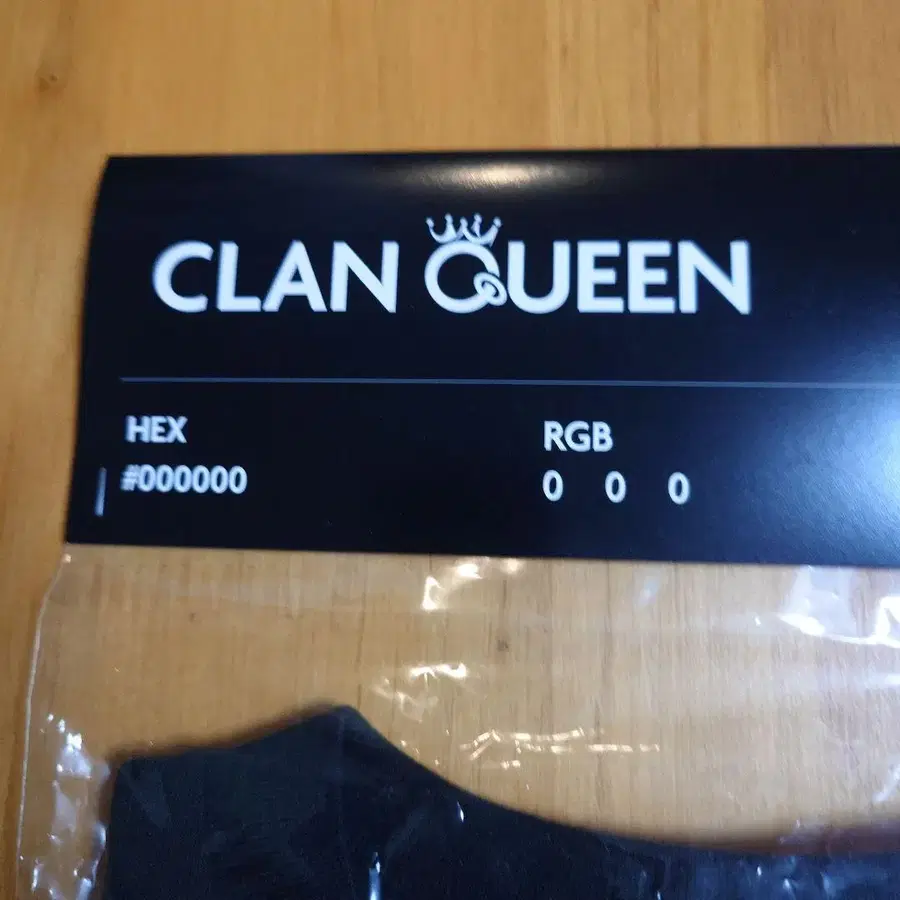 CLAN QUEEN
HEX
#000000
RGB
0 0 0